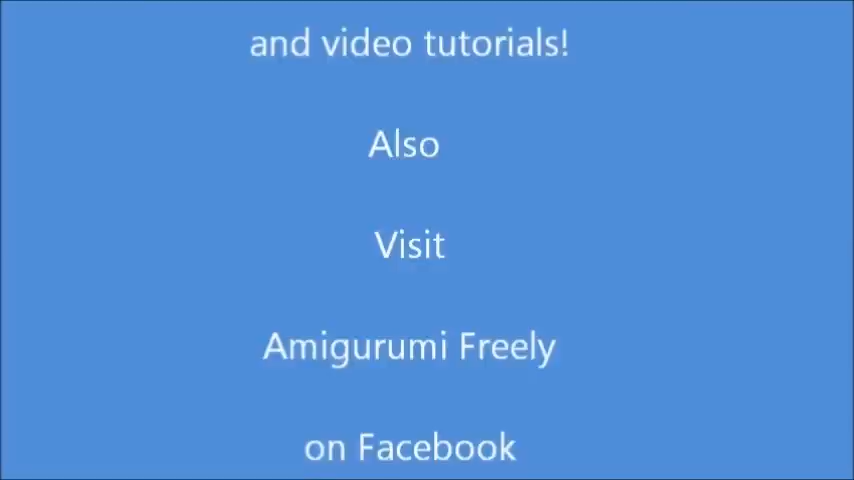 and video tutorials!
Also
Visit
Amigurumi Freely
on Facebook